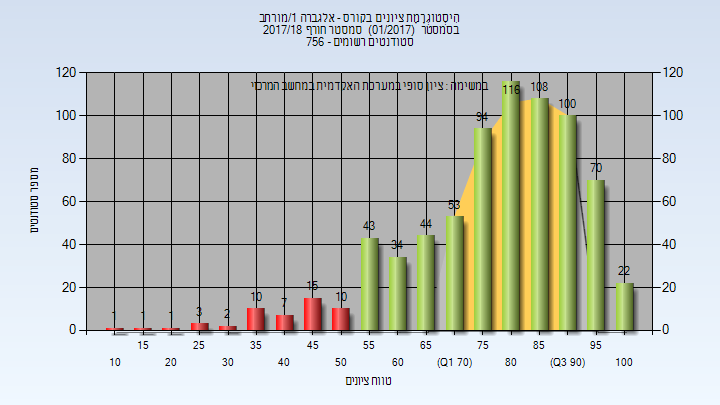 היסטוגרמת ציונים בקורס - אלגברה 1/מורחב
בסמסטר (01/2017) סמסטר חורף 2017/18
סטודנטים רשומים - 756
במשימה : ציון סופי במערכת האקדמית במחשב המרכזי
120 120
100 100
80 80
60 60
40 40
20 20
0 0
מספר סטודנטים
1 1 1 3 2 10 7 15 10 43 34 44 53 94 116 108 100 70 22
15 25 35 45 55 65 75 85 95
10 20 30 40 50 60 (Q1 70) 80 (Q3 90) 100
טווח ציונים